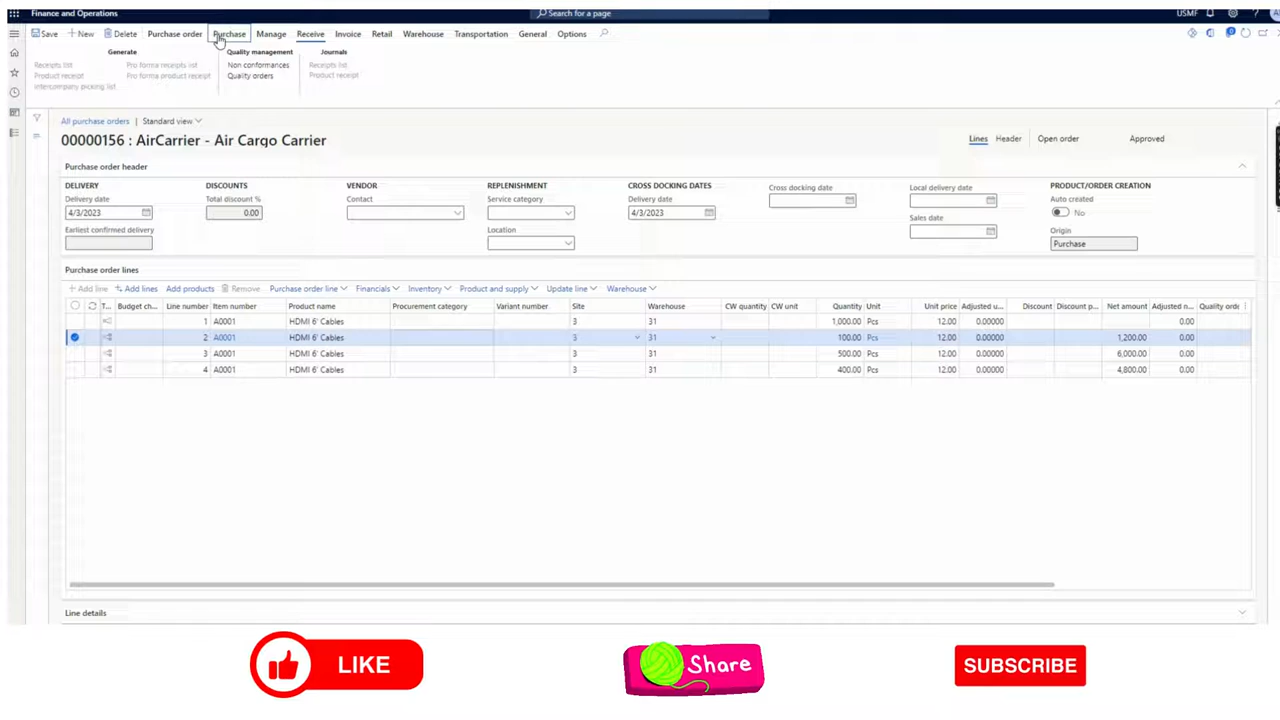 Finance and Operations Search for a page USMF ?
Save + New Delete Purchase order Purchase Manage Receive Invoice Retail Warehouse Transportation General Options
Generate Quality management Journals
Receipts list Pro forma receipts list Non conformances Receipts list
Product receipt Pro forma product receipt Quality orders Product receipt
Intercompany picking list
All purchase orders | Standard view
00000156 : AirCarrier - Air Cargo Carrier Lines Header Open order Approved
Purchase order header
DELIVERY DISCOUNTS VENDOR REPLENISHMENT CROSS DOCKING DATES Cross docking date Local delivery date PRODUCT/ORDER CREATION
Delivery date Total discount % Contact Service category Delivery date Auto created
4/3/2023 0.00 4/3/2023 No
Earliest confirmed delivery Location Sales date Origin
Purchase
Purchase order lines
+ Add line Add lines Add products Remove Purchase order line Financials Inventory Product and supply Update line Warehouse
T... Budget ch... Line number Item number Product name Procurement category Variant number Site Warehouse CW quantity CW unit Quantity Unit Unit price Adjusted u... Discount Discount p... Net amount Adjusted n... Quality orde
1 A0001 HDMI 6' Cables 3 31 1,000.00 Pcs 12.00 0.00000 0.00
2 A0001 HDMI 6' Cables 3 31 100.00 Pcs 12.00 0.00000 1,200.00 0.00
3 A0001 HDMI 6' Cables 3 31 500.00 Pcs 12.00 0.00000 6,000.00 0.00
4 A0001 HDMI 6' Cables 3 31 400.00 Pcs 12.00 0.00000 4,800.00 0.00
Line details
LIKE Share SUBSCRIBE